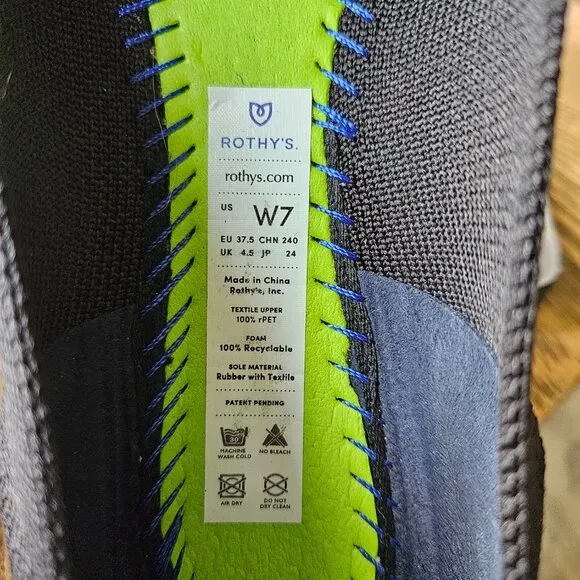 ROTHY'S.
rothys.com
US W7
EU 37.5 CHN 240
UK 4.5 JP 24
Made in China
Rothy's, Inc.
TEXTILE UPPER
100% rPET
FOAM
100% Recyclable
SOLE MATERIAL
Rubber with Textile
PATENT PENDING
30°
MACHINE WASH COLD
NO BLEACH
AIR DRY
DO NOT DRY CLEAN